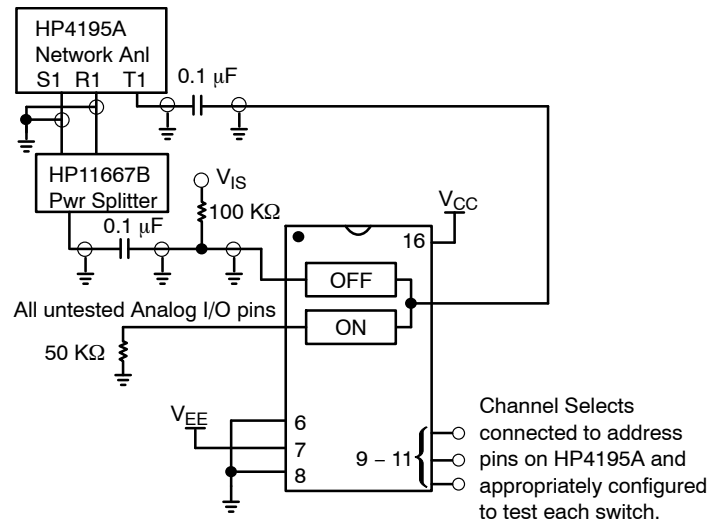 HP4195A
Network Anl
S1 R1 T1
0.1 μF
HP11667B
Pwr Splitter
V_IS
100 KΩ
0.1 μF
V_CC
16
OFF
All untested Analog I/O pins
ON
50 KΩ
V_EE
6
7
8
9 – 11
Channel Selects
connected to address
pins on HP4195A and
appropriately configured
to test each switch.